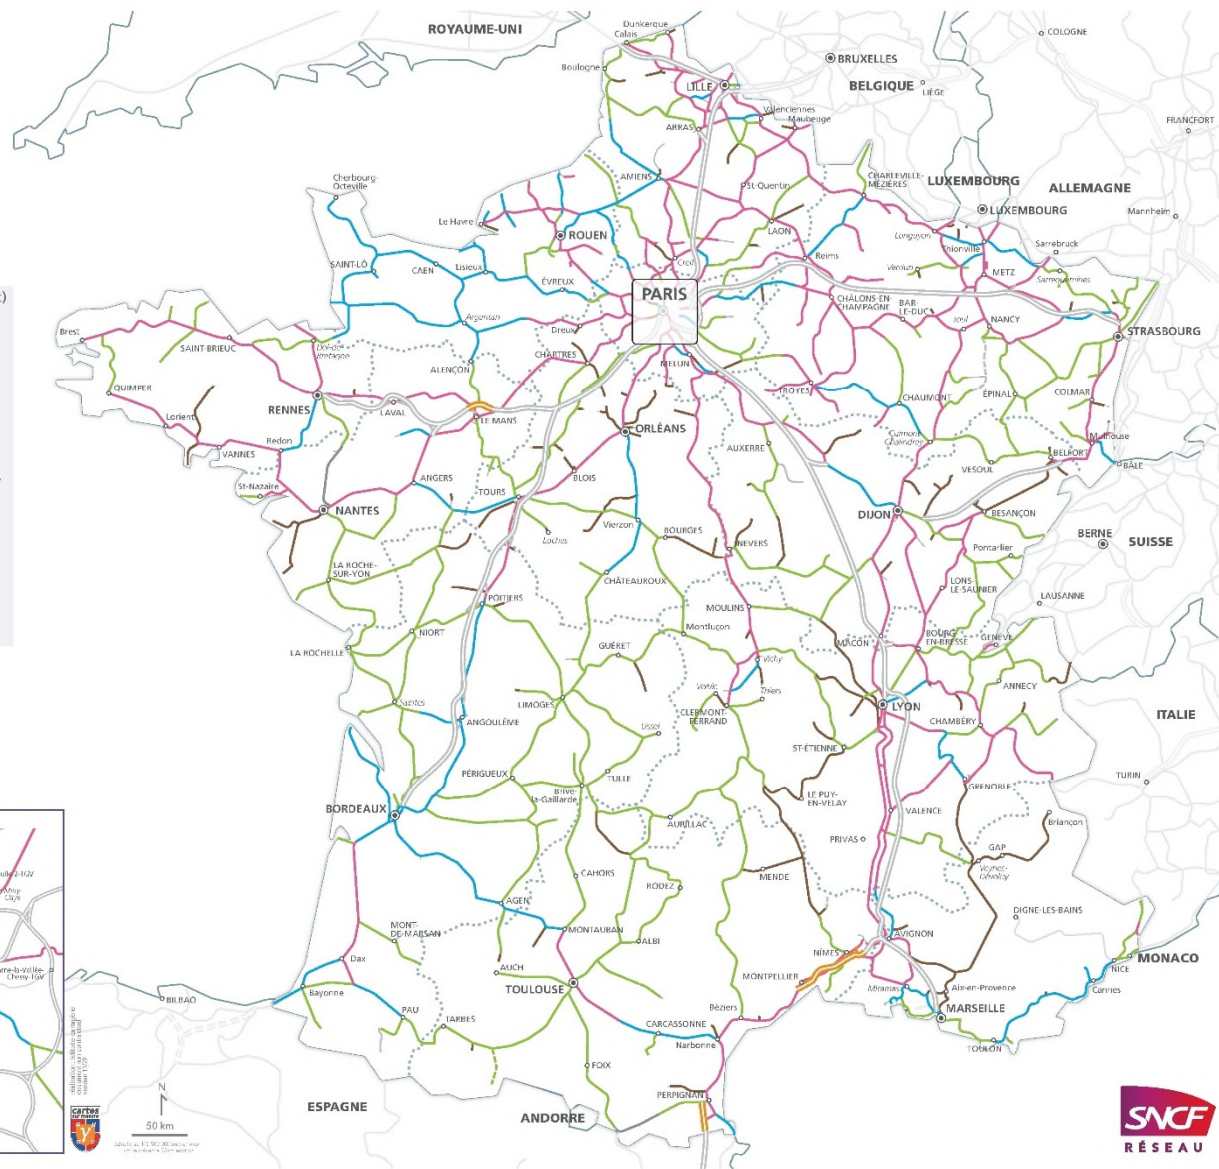 ROYAUME-UNI
Dunkerque
Calais
COLOGNE
Boulogne
BRUXELLES
LILLE
BELGIQUE
LIÈGE
Valenciennes
Maubeuge
FRANCFORT
ARRAS
Cherbourg-
Octeville
AMIENS
St-Quentin
CHARLEVILLE-
MÉZIÈRES
LUXEMBOURG
ALLEMAGNE
LUXEMBOURG
Mannheim
Le Havre
ROUEN
LAON
Longuyon
Thionville
Sarrebruck
SAINT-LÔ
CAEN
Lisieux
Creil
Reims
Verdun
METZ
Sarreguemines
ÉVREUX
PARIS
CHÂLONS-EN-
CHAMPAGNE
BAR-
LE-DUC
Toul
NANCY
Brest
SAINT-BRIEUC
Dol-de-
Bretagne
Argentan
Dreux
STRASBOURG
CHARTRES
MELUN
ALENÇON
QUIMPER
TROYES
CHAUMONT
ÉPINAL
COLMAR
RENNES
LAVAL
LE MANS
ORLÉANS
Lorient
Redon
AUXERRE
Culmont-
Chalindrey
Mulhouse
VANNES
VESOUL
BELFORT
BÂLE
St-Nazaire
ANGERS
TOURS
BLOIS
NANTES
Vierzon
BOURGES
DIJON
BESANÇON
Loches
NEVERS
BERNE
SUISSE
Pontarlier
LA ROCHE-
SUR-YON
CHÂTEAUROUX
LONS-
LE-SAUNIER
POITIERS
MOULINS
LAUSANNE
NIORT
Montluçon
LA ROCHELLE
GUÉRET
MÂCON
BOURG-
EN-BRESSE
GENÈVE
Vichy
Saintes
LIMOGES
Volvic
Thiers
ANNECY
CLERMONT-
FERRAND
LYON
ANGOULÊME
Ussel
CHAMBÉRY
ITALIE
ST-ÉTIENNE
PÉRIGUEUX
TULLE
Brive-
la-Gaillarde
LE PUY-
EN-VELAY
GRENOBLE
TURIN
BORDEAUX
AURILLAC
VALENCE
Briançon
PRIVAS
GAP
Veynes-
Dévoluy
CAHORS
MENDE
RODEZ
AGEN
DIGNE-LES-BAINS
MONT-
DE-MARSAN
MONTAUBAN
ALBI
AVIGNON
NÎMES
Dax
AUCH
TOULOUSE
MONTPELLIER
Miramas
Aix-en-Provence
NICE
MONACO
Cannes
BILBAO
Bayonne
PAU
TARBES
Béziers
MARSEILLE
CARCASSONNE
Narbonne
TOULON
FOIX
PERPIGNAN
ESPAGNE
ANDORRE
N
50 km
cartes
SNCF
RÉSEAU